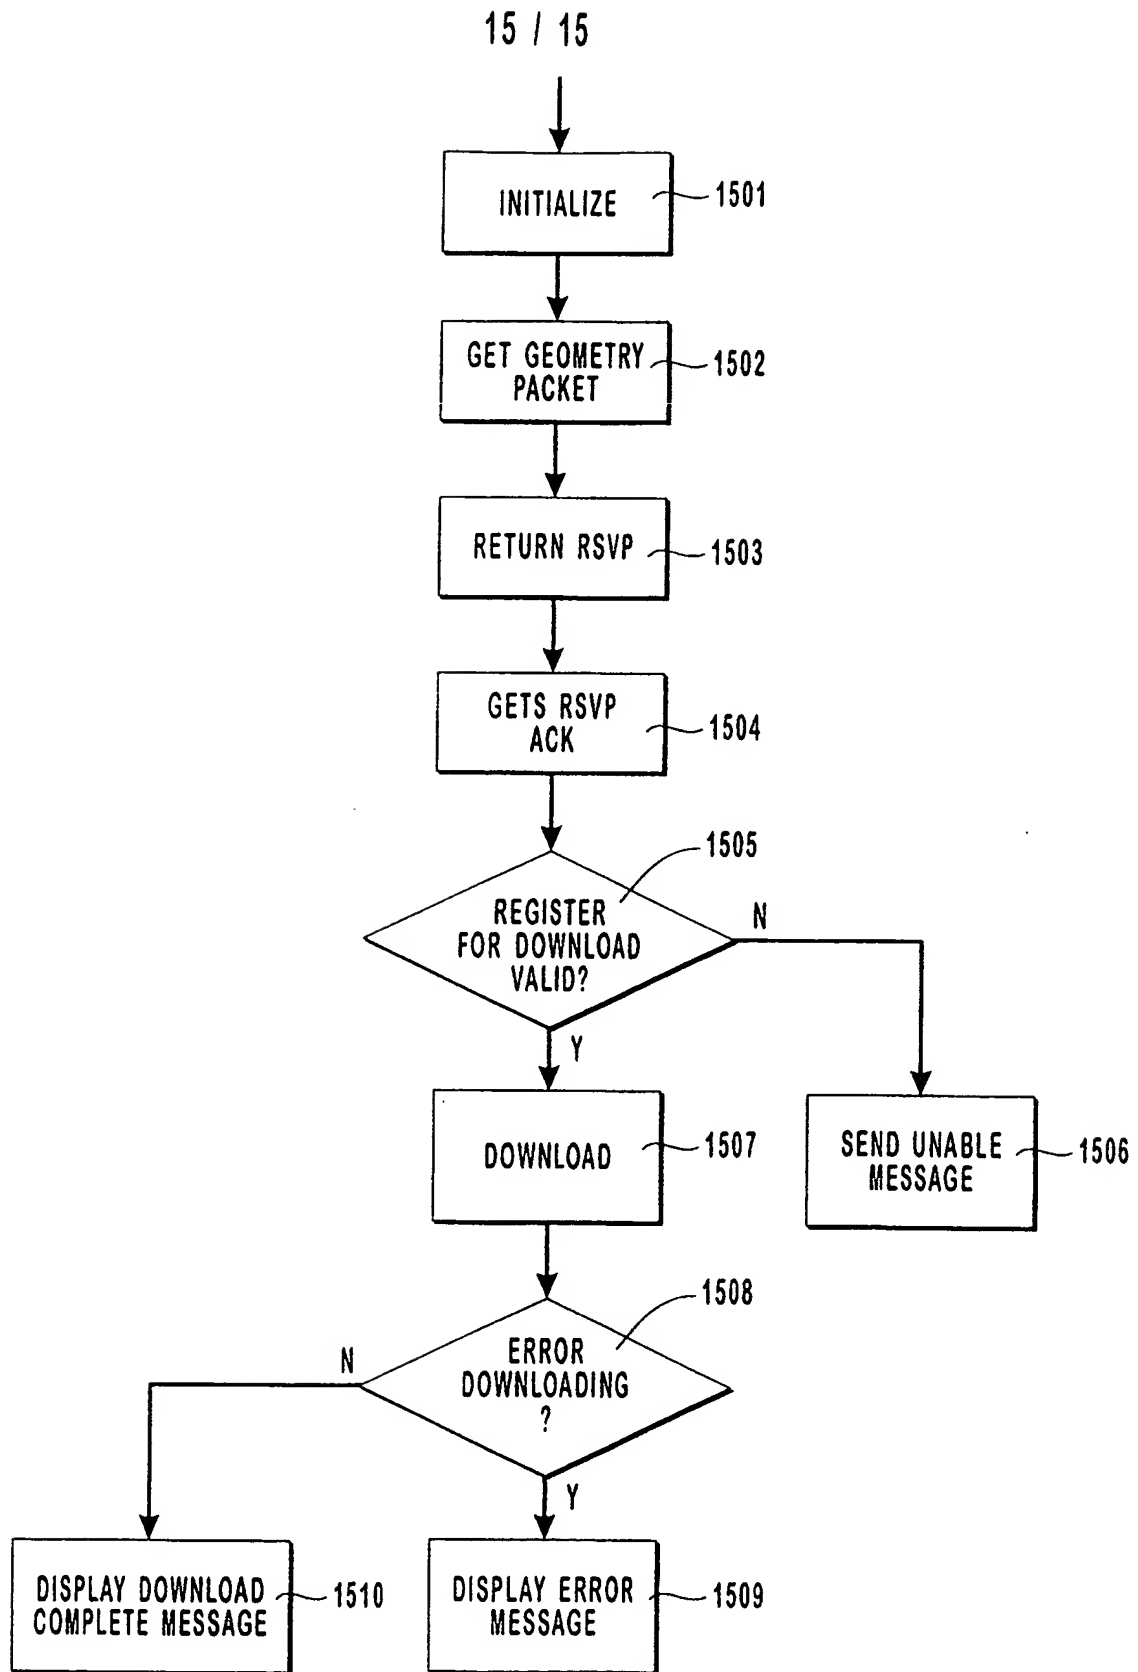 15 / 15
INITIALIZE
1501
GET GEOMETRY
PACKET
1502
RETURN RSVP
1503
GETS RSVP
ACK
1504
1505
REGISTER
FOR DOWNLOAD
VALID?
N
Y
DOWNLOAD
1507
SEND UNABLE
MESSAGE
1506
1508
ERROR
DOWNLOADING
?
N
Y
DISPLAY DOWNLOAD
COMPLETE MESSAGE
1510
DISPLAY ERROR
MESSAGE
1509